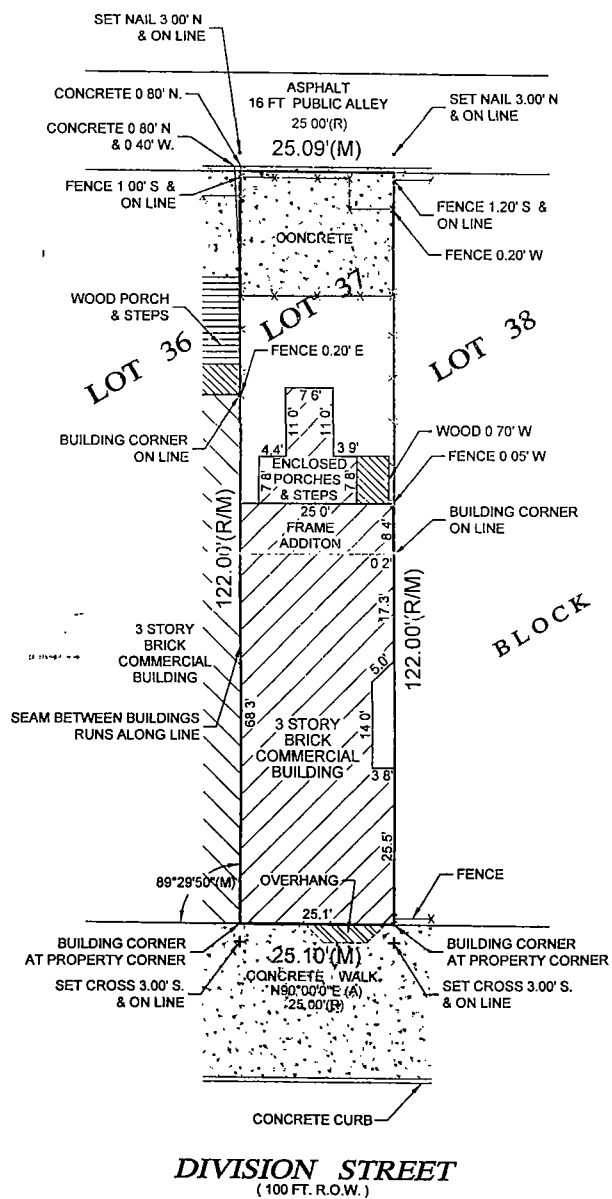 SET NAIL 3 00' N
& ON LINE
CONCRETE 0 80' N.
ASPHALT
16 FT PUBLIC ALLEY
25 00'(R)
25.09'(M)
SET NAIL 3.00' N
& ON LINE
CONCRETE 0 80' N
& 0 40' W.
FENCE 1 00' S &
ON LINE
FENCE 1.20' S &
ON LINE
CONCRETE
FENCE 0.20' W
WOOD PORCH
& STEPS
LOT 36
LOT 37
LOT 38
FENCE 0.20' E
7 6'
11 0'
11 0'
BUILDING CORNER
ON LINE
4.4'
3 9'
WOOD 0 70' W
7 8'
ENCLOSED
PORCHES
& STEPS
7 8'
FENCE 0 05' W
25 0'
FRAME
ADDITON
8 4'
BUILDING CORNER
ON LINE
0 2'
122.00'(R/M)
17.3'
122.00'(R/M)
BLOCK
3 STORY
BRICK
COMMERCIAL
BUILDING
5.0'
SEAM BETWEEN BUILDINGS
RUNS ALONG LINE
68 3'
14 0'
3 STORY
BRICK
COMMERCIAL
BUILDING
3 8'
25.5'
89°29'50"(M)
OVERHANG
FENCE
25.1'
BUILDING CORNER
AT PROPERTY CORNER
25.10'(M)
CONCRETE WALK
N90°00'0"E (A)
25.00'(R)
BUILDING CORNER
AT PROPERTY CORNER
SET CROSS 3.00' S.
& ON LINE
SET CROSS 3.00' S.
& ON LINE
CONCRETE CURB
DIVISION STREET
( 100 FT. R.O.W. )